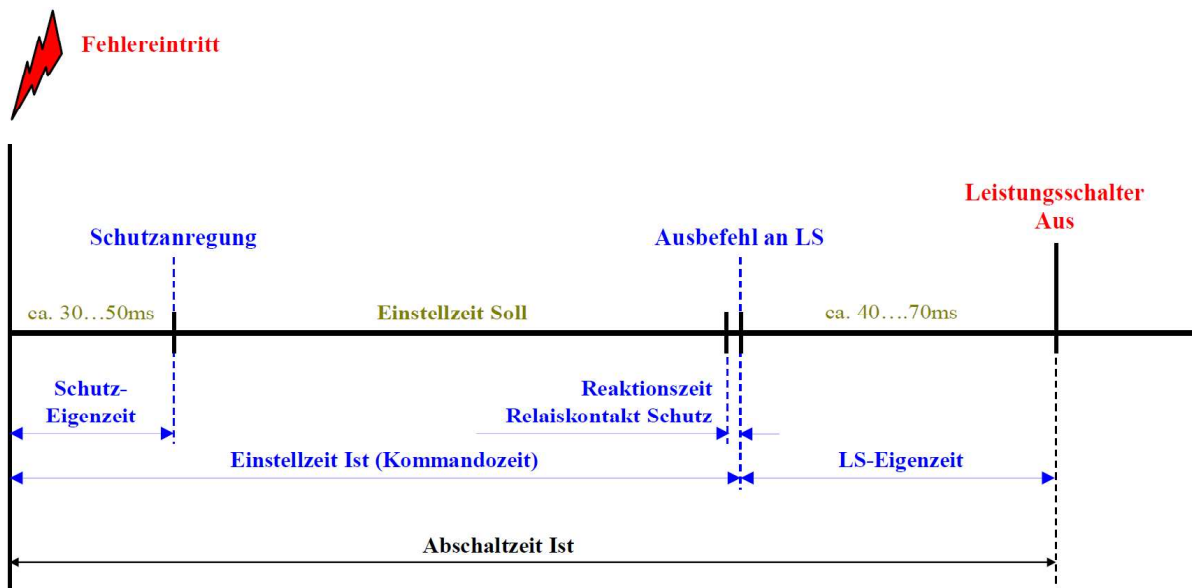 Fehlereintritt
Leistungsschalter
Aus
Schutzanregung
Ausbefehl an LS
ca. 30…50ms
Einstellzeit Soll
ca. 40….70ms
Schutz-
Eigenzeit
Reaktionszeit
Relaiskontakt Schutz
Einstellzeit Ist (Kommandozeit)
LS-Eigenzeit
Abschaltzeit Ist